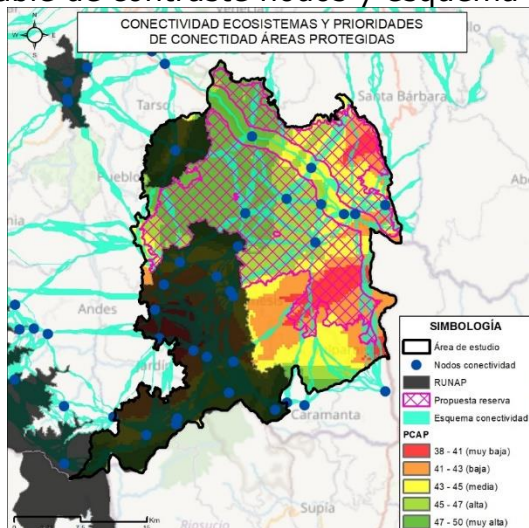 CONECTIVIDAD ECOSISTEMAS Y PRIORIDADES
DE CONECTIDAD ÁREAS PROTEGIDAS
N
E
S
Tarso
Santa Bárbara
Pueblo
Andes
Jardín
Caramanta
Supía
Riosucio
Km
SIMBOLOGÍA
Área de estudio
Nodos conectividad
RUNAP
Propuesta reserva
Esquema conectividad
PCAP
38 - 41 (muy baja)
41 - 43 (baja)
43 - 45 (media)
45 - 47 (alta)
47 - 50 (muy alta)